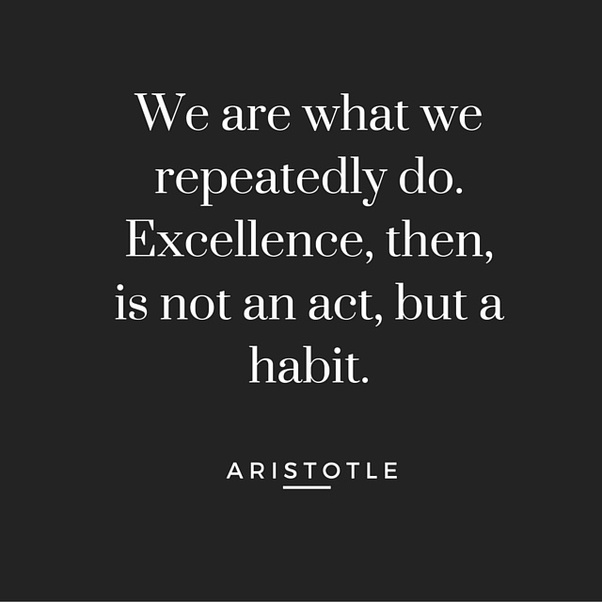 We are what we
repeatedly do.
Excellence, then,
is not an act, but a
habit.
ARISTOTLE